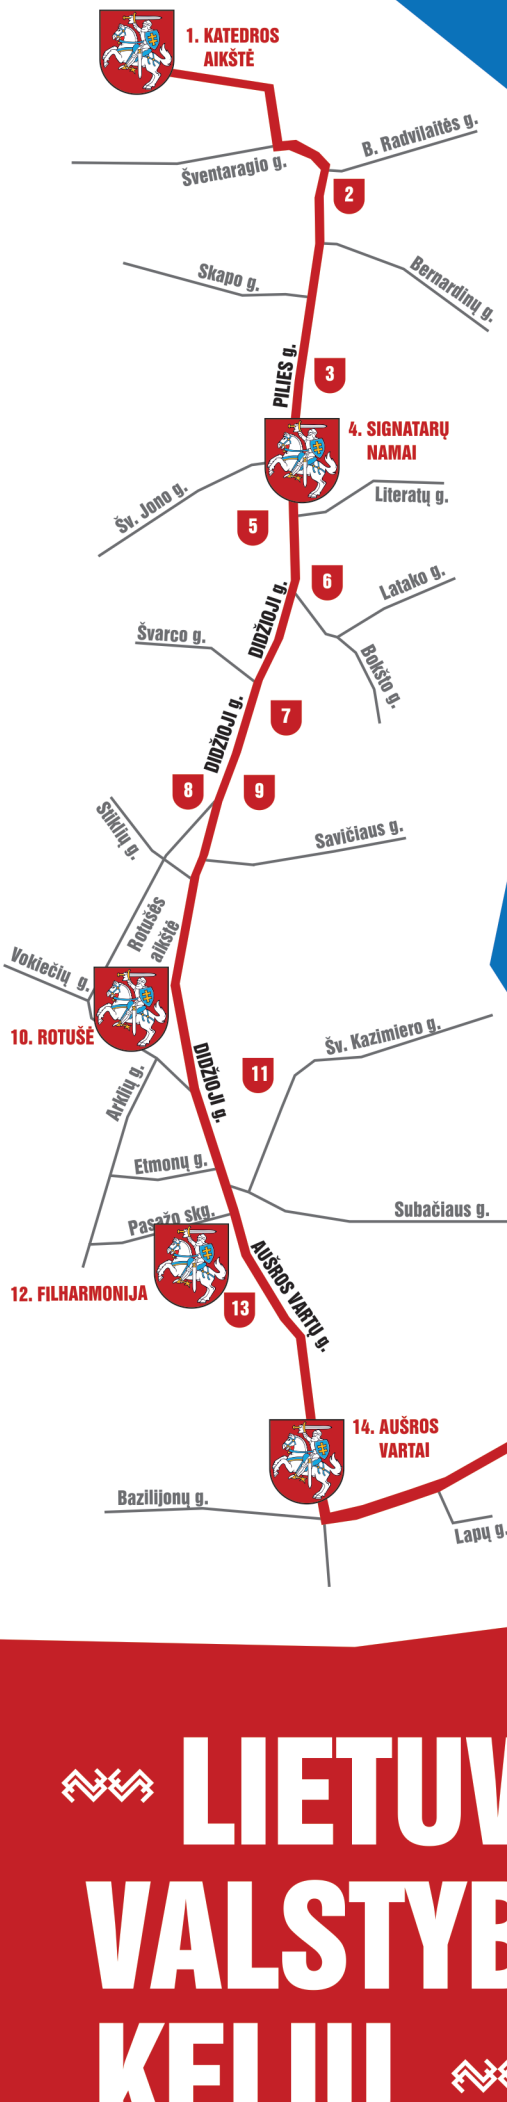 1. KATEDROS
AIKŠTĖ
B. Radvilaitės g.
Šventaragio g.
2
Skapo g.
Bernardinų g.
PILIES g.
3
4. SIGNATARŲ
NAMAI
Šv. Jono g.
Literatų g.
5
6
Latako g.
DIDŽIOJI g.
Švarco g.
Bokšto g.
DIDŽIOJI g.
7
8
9
Stiklių g.
Savičiaus g.
Rotušės
aikštė
Vokiečių g.
10. ROTUŠĖ
Šv. Kazimiero g.
DIDŽIOJI g.
11
Arklių g.
Etmonų g.
Pasažo skg.
Subačiaus g.
AUŠROS VARTŲ g.
12. FILHARMONIJA
13
14. AUŠROS
VARTAI
Bazilijonų g.
Lapų g.
LIETUV
VALSTYB
KELIU